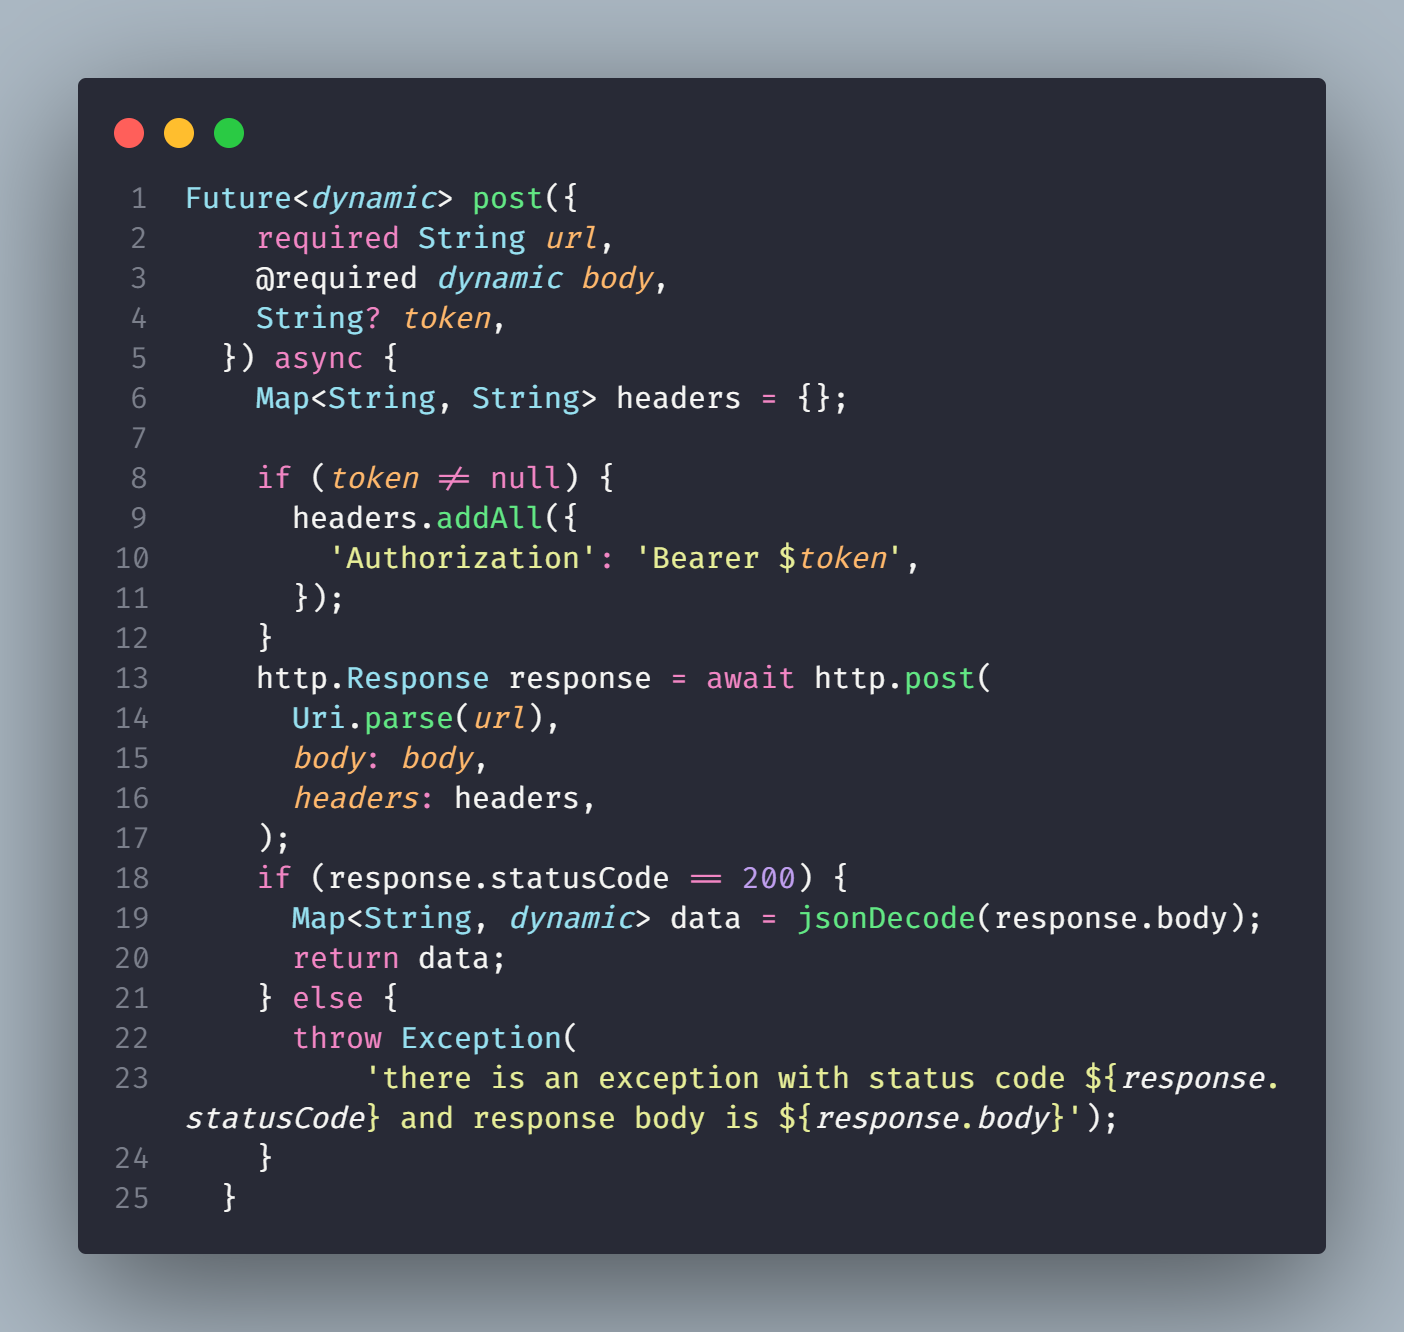 1 Future<dynamic> post({
2     required String url,
3     @required dynamic body,
4     String? token,
5   }) async {
6     Map<String, String> headers = {};
7
8     if (token != null) {
9       headers.addAll({
10         'Authorization': 'Bearer $token',
11       });
12     }
13     http.Response response = await http.post(
14       Uri.parse(url),
15       body: body,
16       headers: headers,
17     );
18     if (response.statusCode == 200) {
19       Map<String, dynamic> data = jsonDecode(response.body);
20       return data;
21     } else {
22       throw Exception(
23           'there is an exception with status code ${response.
statusCode} and response body is ${response.body}');
24     }
25   }